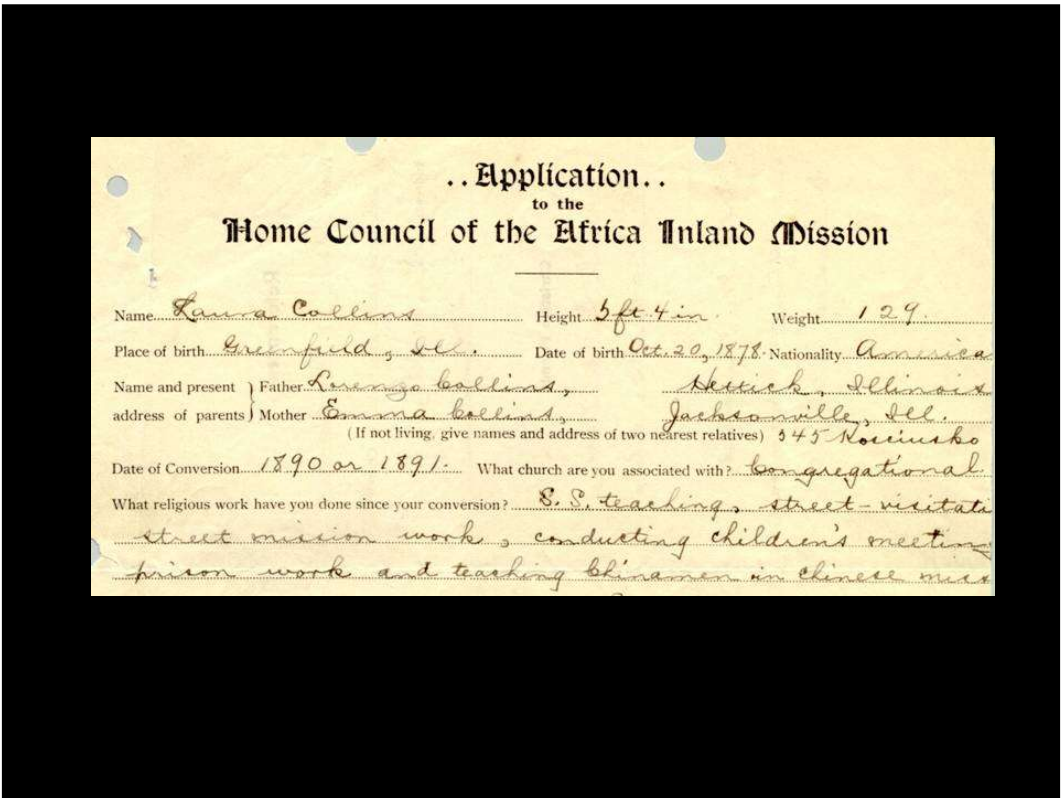 ..Application..
to the
Home Council of the Africa Inland Mission
Name Laura Collins Height 5 ft 4 in. Weight 129.
Place of birth Greenfield, Ill. Date of birth Oct. 20, 1878. Nationality America
Name and present } Father Lorenzo Collins, Hettick, Illinois
address of parents } Mother Emma Collins, Jacksonville, Ill.
(If not living, give names and address of two nearest relatives) 345 Kosciusko
Date of Conversion 1890 or 1891. What church are you associated with? Congregational
What religious work have you done since your conversion? S. S. teaching, street-visitati
street mission work, conducting children's meetin
prison work and teaching Chinamen in chinese miss